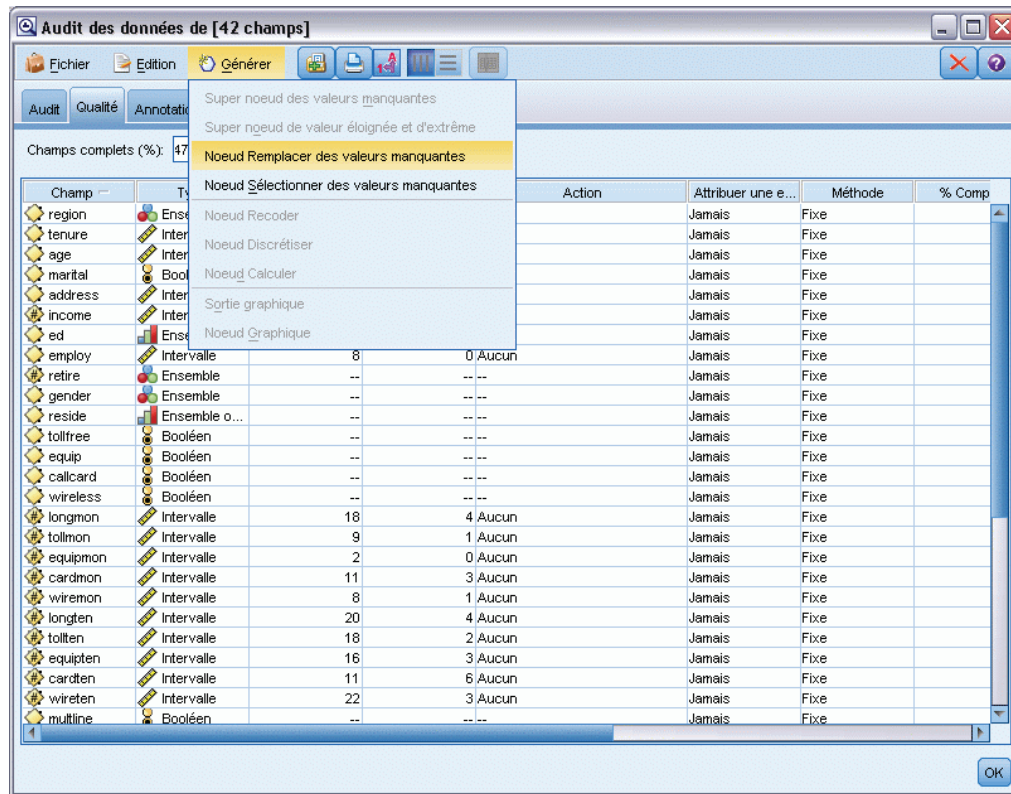 Audit des données de [42 champs]
Fichier Edition Générer
Audit Qualité Annotatio
Super noeud des valeurs manquantes
Super noeud de valeur éloignée et d'extrême
Noeud Remplacer des valeurs manquantes
Noeud Sélectionner des valeurs manquantes
Noeud Recoder
Noeud Discrétiser
Noeud Calculer
Sortie graphique
Noeud Graphique
Champs complets (%): 47
Champ Ty Action Attribuer une e... Méthode % Comp
region Ense Jamais Fixe
tenure Inter Jamais Fixe
age Inter Jamais Fixe
marital Bool Jamais Fixe
address Inter Jamais Fixe
income Inter Jamais Fixe
ed Ense Jamais Fixe
employ Intervalle 8 0 Aucun Jamais Fixe
retire Ensemble -- -- -- Jamais Fixe
gender Ensemble -- -- -- Jamais Fixe
reside Ensemble o... -- -- -- Jamais Fixe
tollfree Booléen -- -- -- Jamais Fixe
equip Booléen -- -- -- Jamais Fixe
callcard Booléen -- -- -- Jamais Fixe
wireless Booléen -- -- -- Jamais Fixe
longmon Intervalle 18 4 Aucun Jamais Fixe
tollmon Intervalle 9 1 Aucun Jamais Fixe
equipmon Intervalle 2 0 Aucun Jamais Fixe
cardmon Intervalle 11 3 Aucun Jamais Fixe
wiremon Intervalle 8 1 Aucun Jamais Fixe
longten Intervalle 20 4 Aucun Jamais Fixe
tollten Intervalle 18 2 Aucun Jamais Fixe
equipten Intervalle 16 3 Aucun Jamais Fixe
cardten Intervalle 11 6 Aucun Jamais Fixe
wireten Intervalle 22 3 Aucun Jamais Fixe
multline Booléen -- -- -- Jamais Fixe
OK